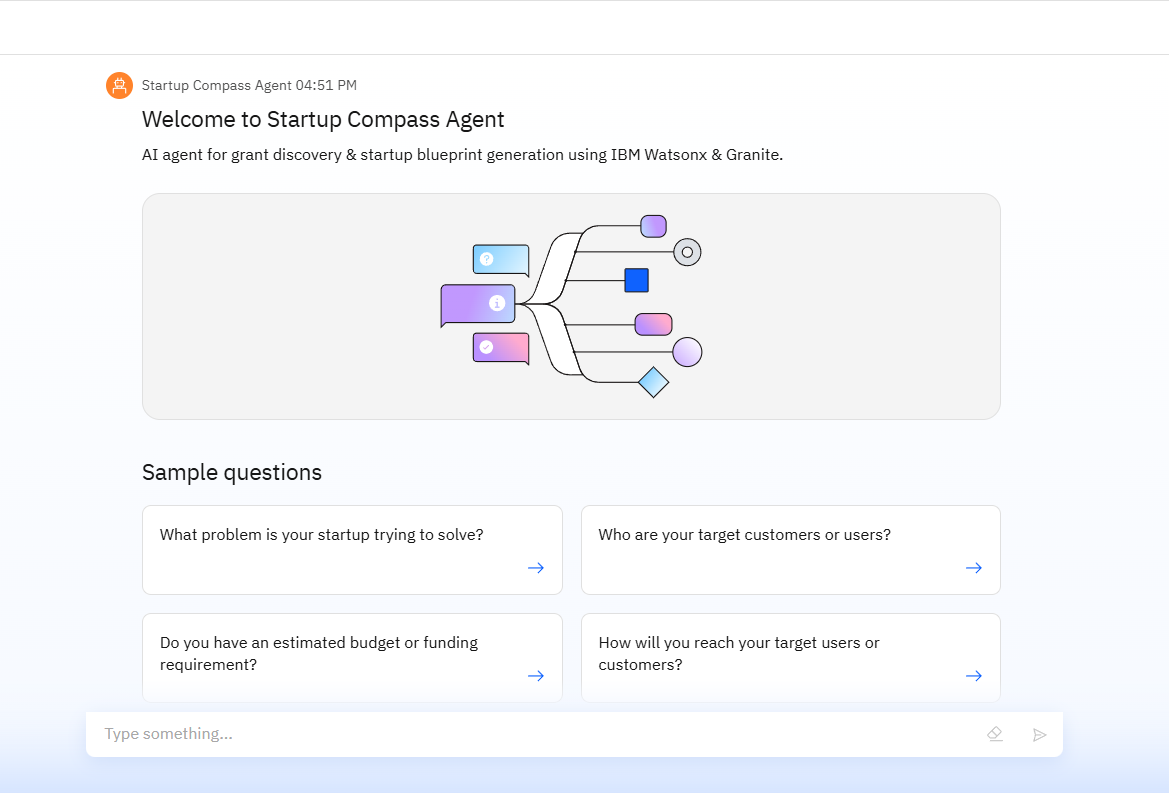 Startup Compass Agent 04:51 PM
Welcome to Startup Compass Agent
AI agent for grant discovery & startup blueprint generation using IBM Watsonx & Granite.
Sample questions
What problem is your startup trying to solve?
Who are your target customers or users?
Do you have an estimated budget or funding
requirement?
How will you reach your target users or
customers?
Type something...